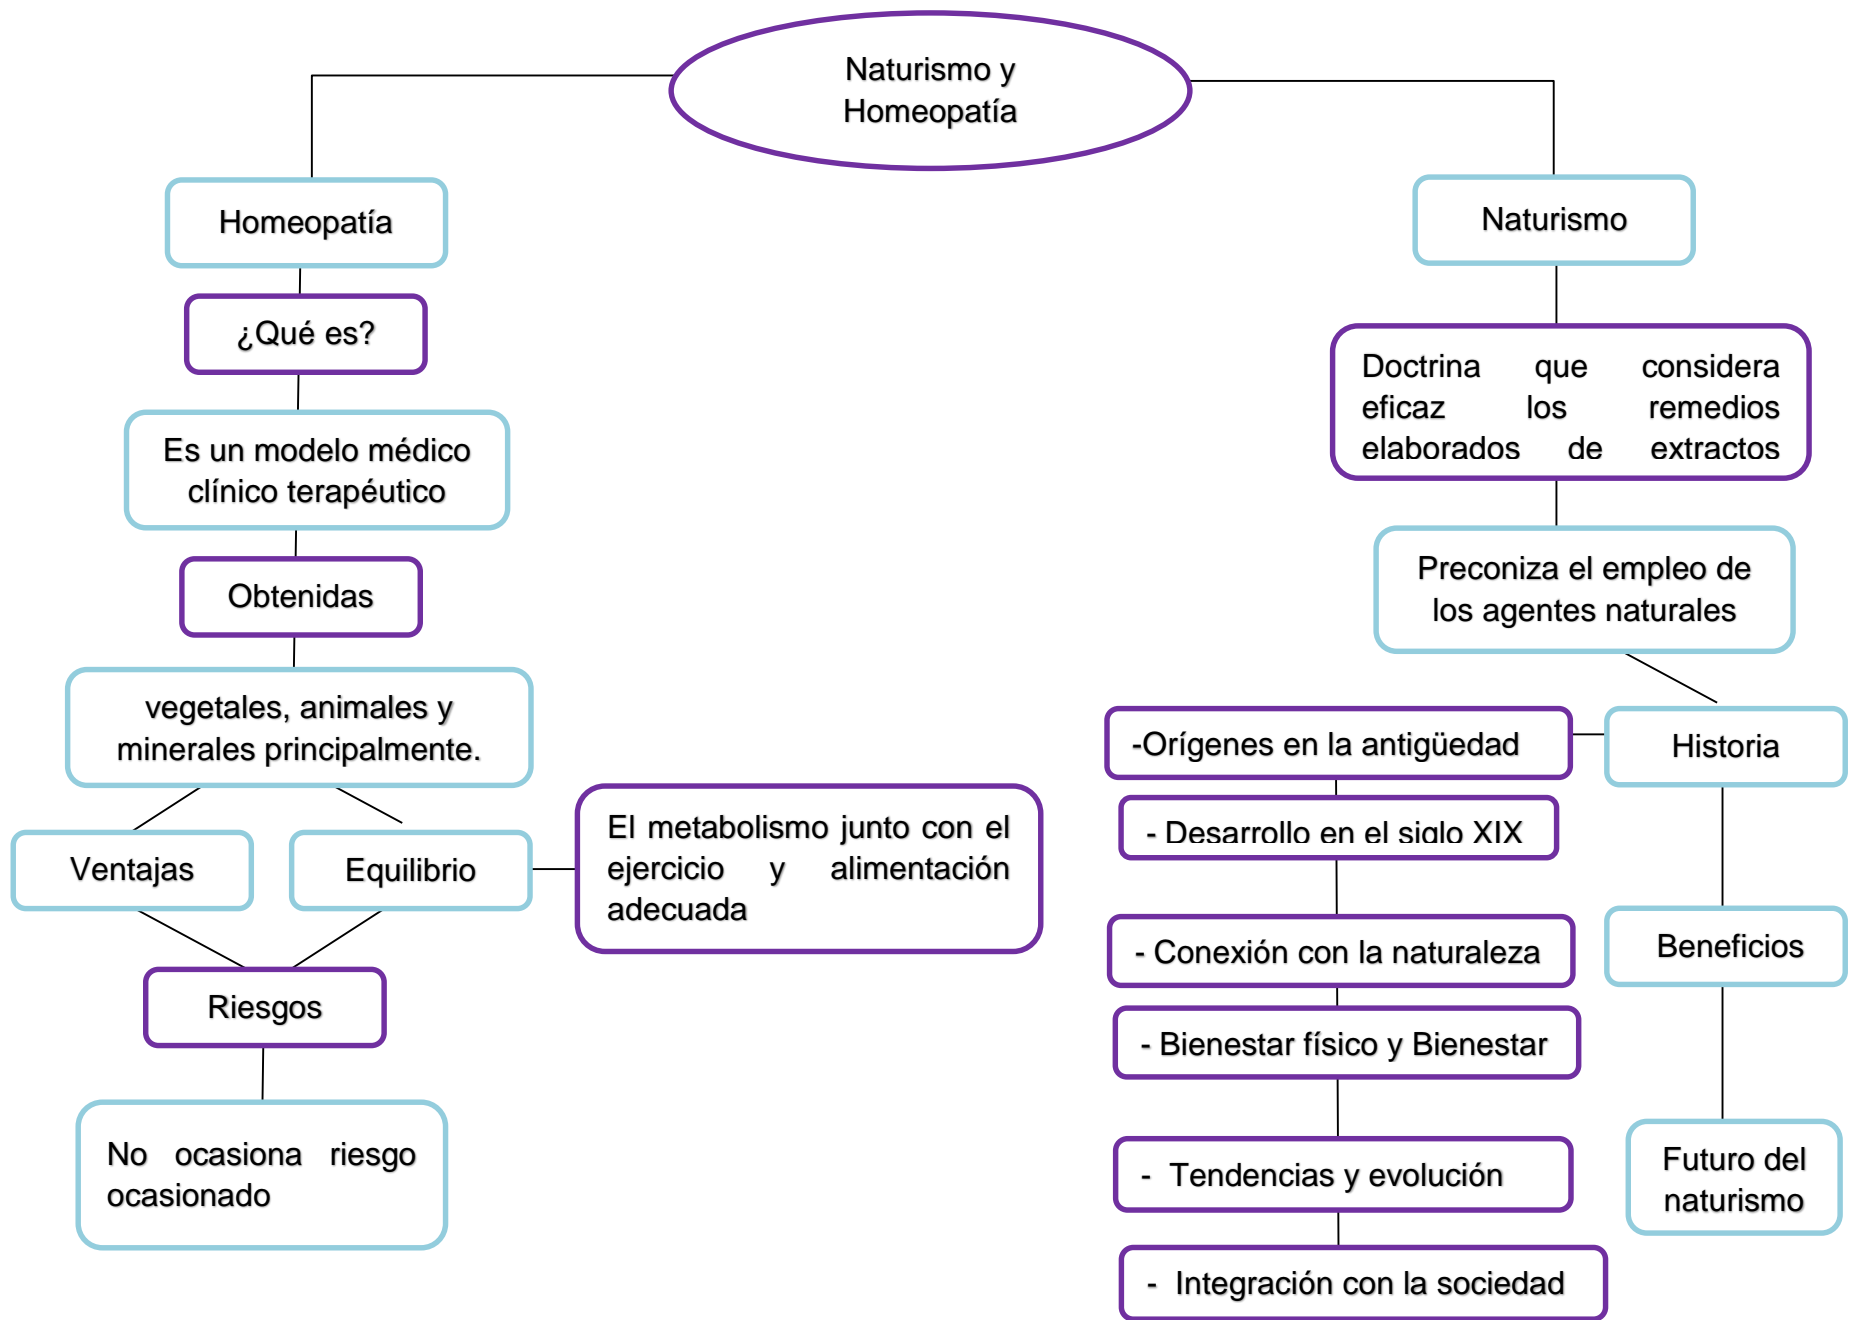 Naturismo y
Homeopatía
Homeopatía
¿Qué es?
Es un modelo médico
clínico terapéutico
Obtenidas
vegetales, animales y
minerales principalmente.
Ventajas
Equilibrio
El metabolismo junto con el
ejercicio y alimentación
adecuada
Riesgos
No ocasiona riesgo
ocasionado
Naturismo
Doctrina que considera
eficaz los remedios
elaborados de extractos
Preconiza el empleo de
los agentes naturales
Historia
-Orígenes en la antigüedad
- Desarrollo en el siglo XIX
Beneficios
- Conexión con la naturaleza
- Bienestar físico y Bienestar
Futuro del
naturismo
- Tendencias y evolución
- Integración con la sociedad